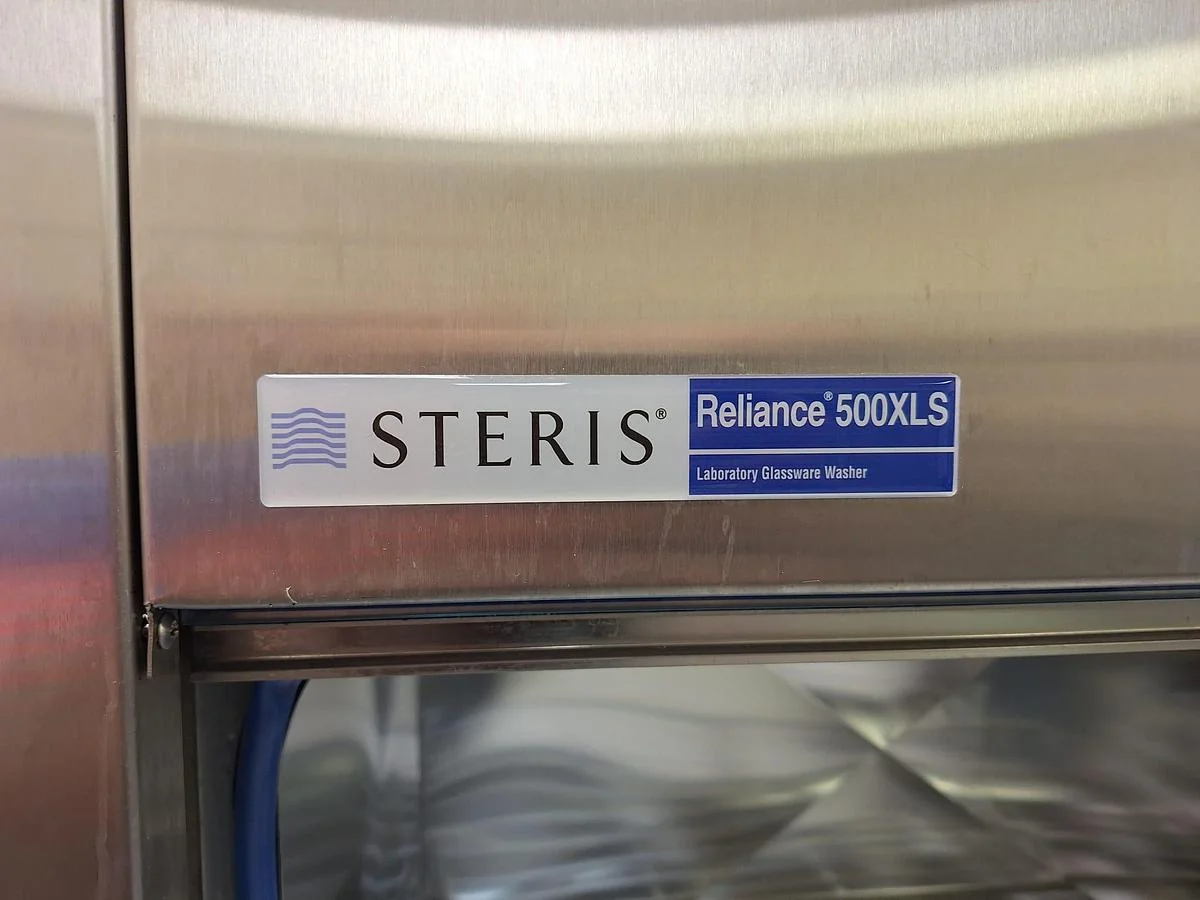 STERIS®
Reliance® 500XLS
Laboratory Glassware Washer